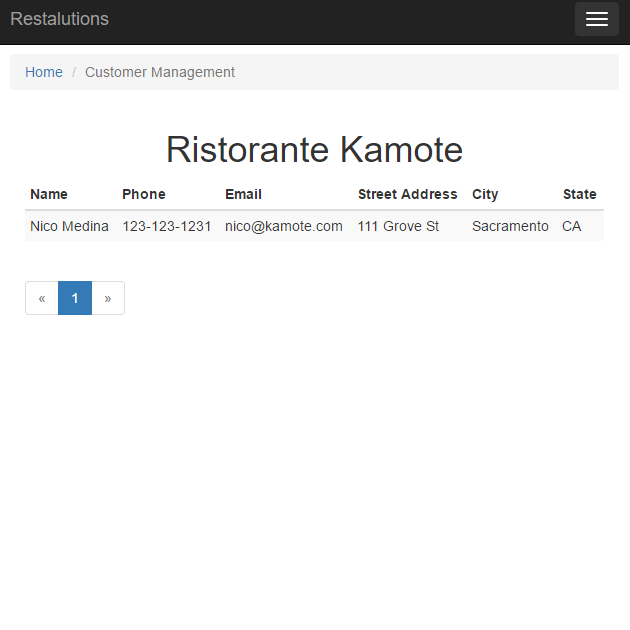 Restalutions
Home / Customer Management
Ristorante Kamote
Name Phone Email Street Address City State
Nico Medina 123-123-1231 nico@kamote.com 111 Grove St Sacramento CA
« 1 »